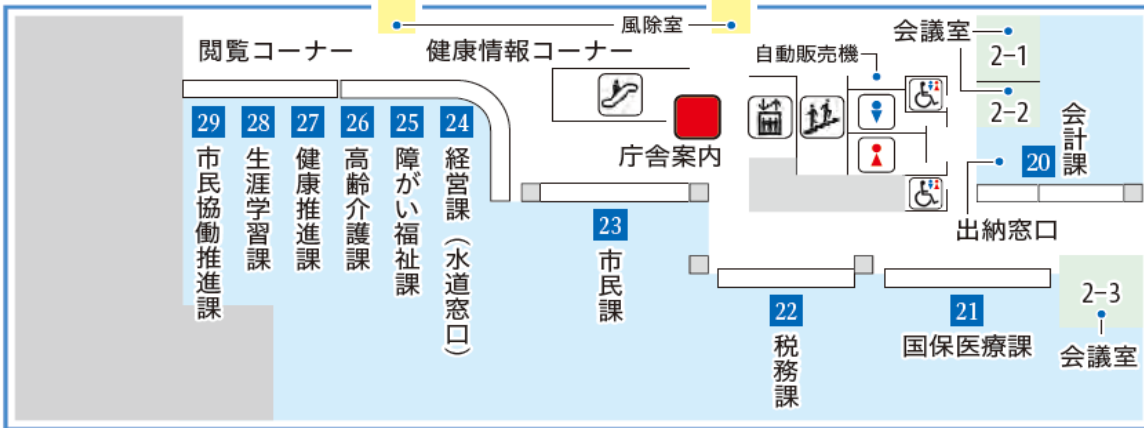 風除室
会議室
2-1
2-2
閲覧コーナー
健康情報コーナー
自動販売機
庁舎案内
会計課
20
出納窓口
29
市民協働推進課
28
生涯学習課
27
健康推進課
26
高齢介護課
25
障がい福祉課
24
経営課（水道窓口）
23
市民課
22
税務課
21
国保医療課
2-3
会議室